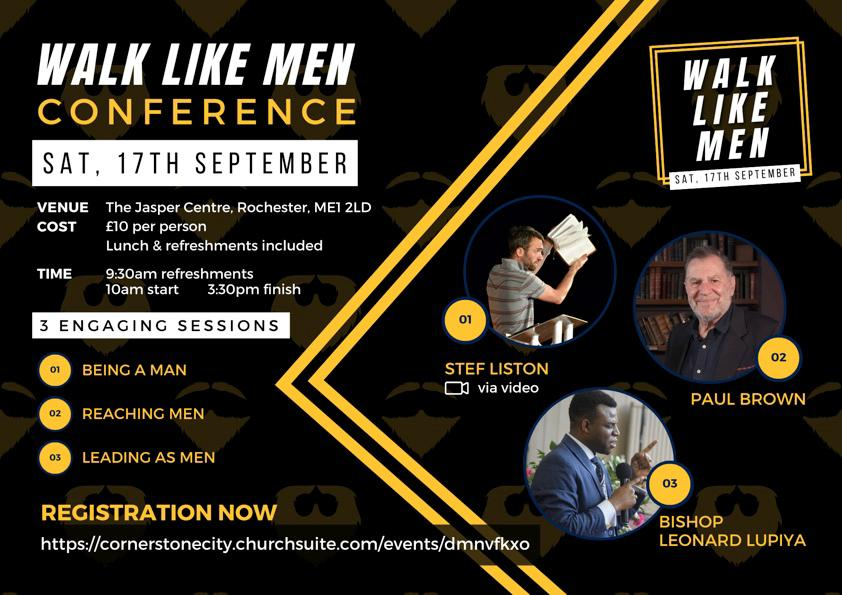 WALK LIKE MEN
CONFERENCE
SAT, 17TH SEPTEMBER
VENUE The Jasper Centre, Rochester, ME1 2LD
COST £10 per person
Lunch & refreshments included
TIME 9:30am refreshments
10am start 3:30pm finish
3 ENGAGING SESSIONS
01 BEING A MAN
02 REACHING MEN
03 LEADING AS MEN
REGISTRATION NOW
https://cornerstonecity.churchsuite.com/events/dmnvfkxo
WALK
LIKE
MEN
SAT, 17TH SEPTEMBER
01
STEF LISTON
via video
02
PAUL BROWN
03
BISHOP
LEONARD LUPIYA